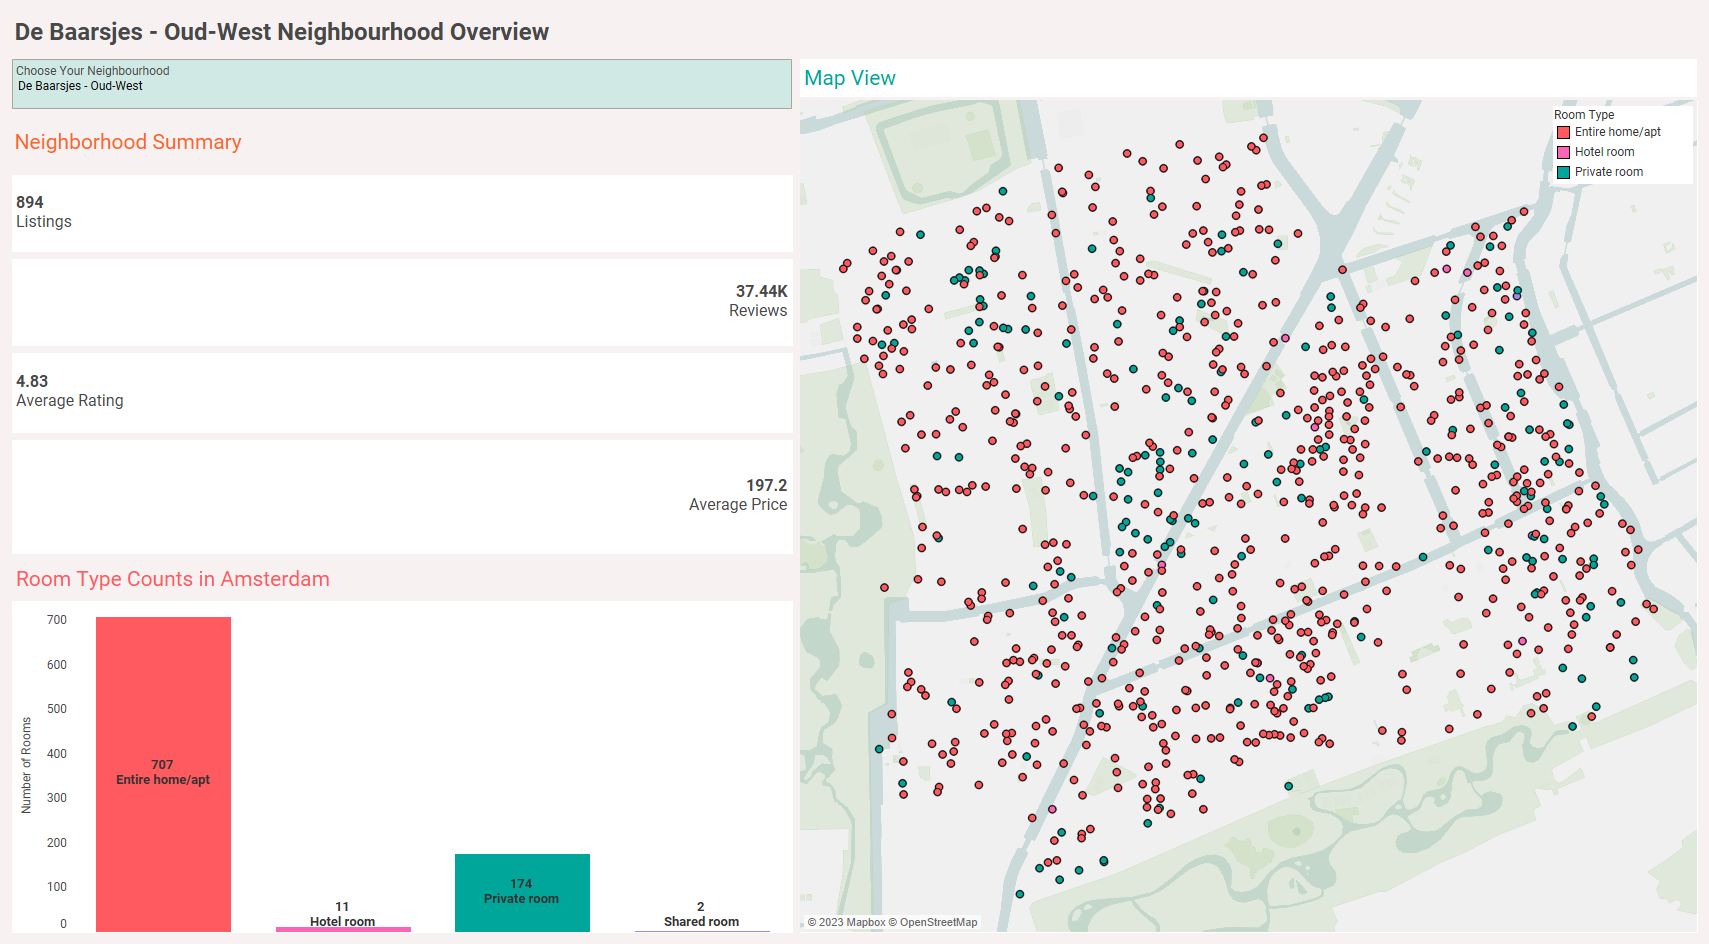 De Baarsjes - Oud-West Neighbourhood Overview
Choose Your Neighbourhood
De Baarsjes - Oud-West
Neighborhood Summary
894
Listings
37.44K
Reviews
4.83
Average Rating
197.2
Average Price
Room Type Counts in Amsterdam
Number of Rooms
700
600
500
400
300
200
100
0
707
Entire home/apt
11
Hotel room
174
Private room
2
Shared room
Map View
Room Type
Entire home/apt
Hotel room
Private room
© 2023 Mapbox © OpenStreetMap